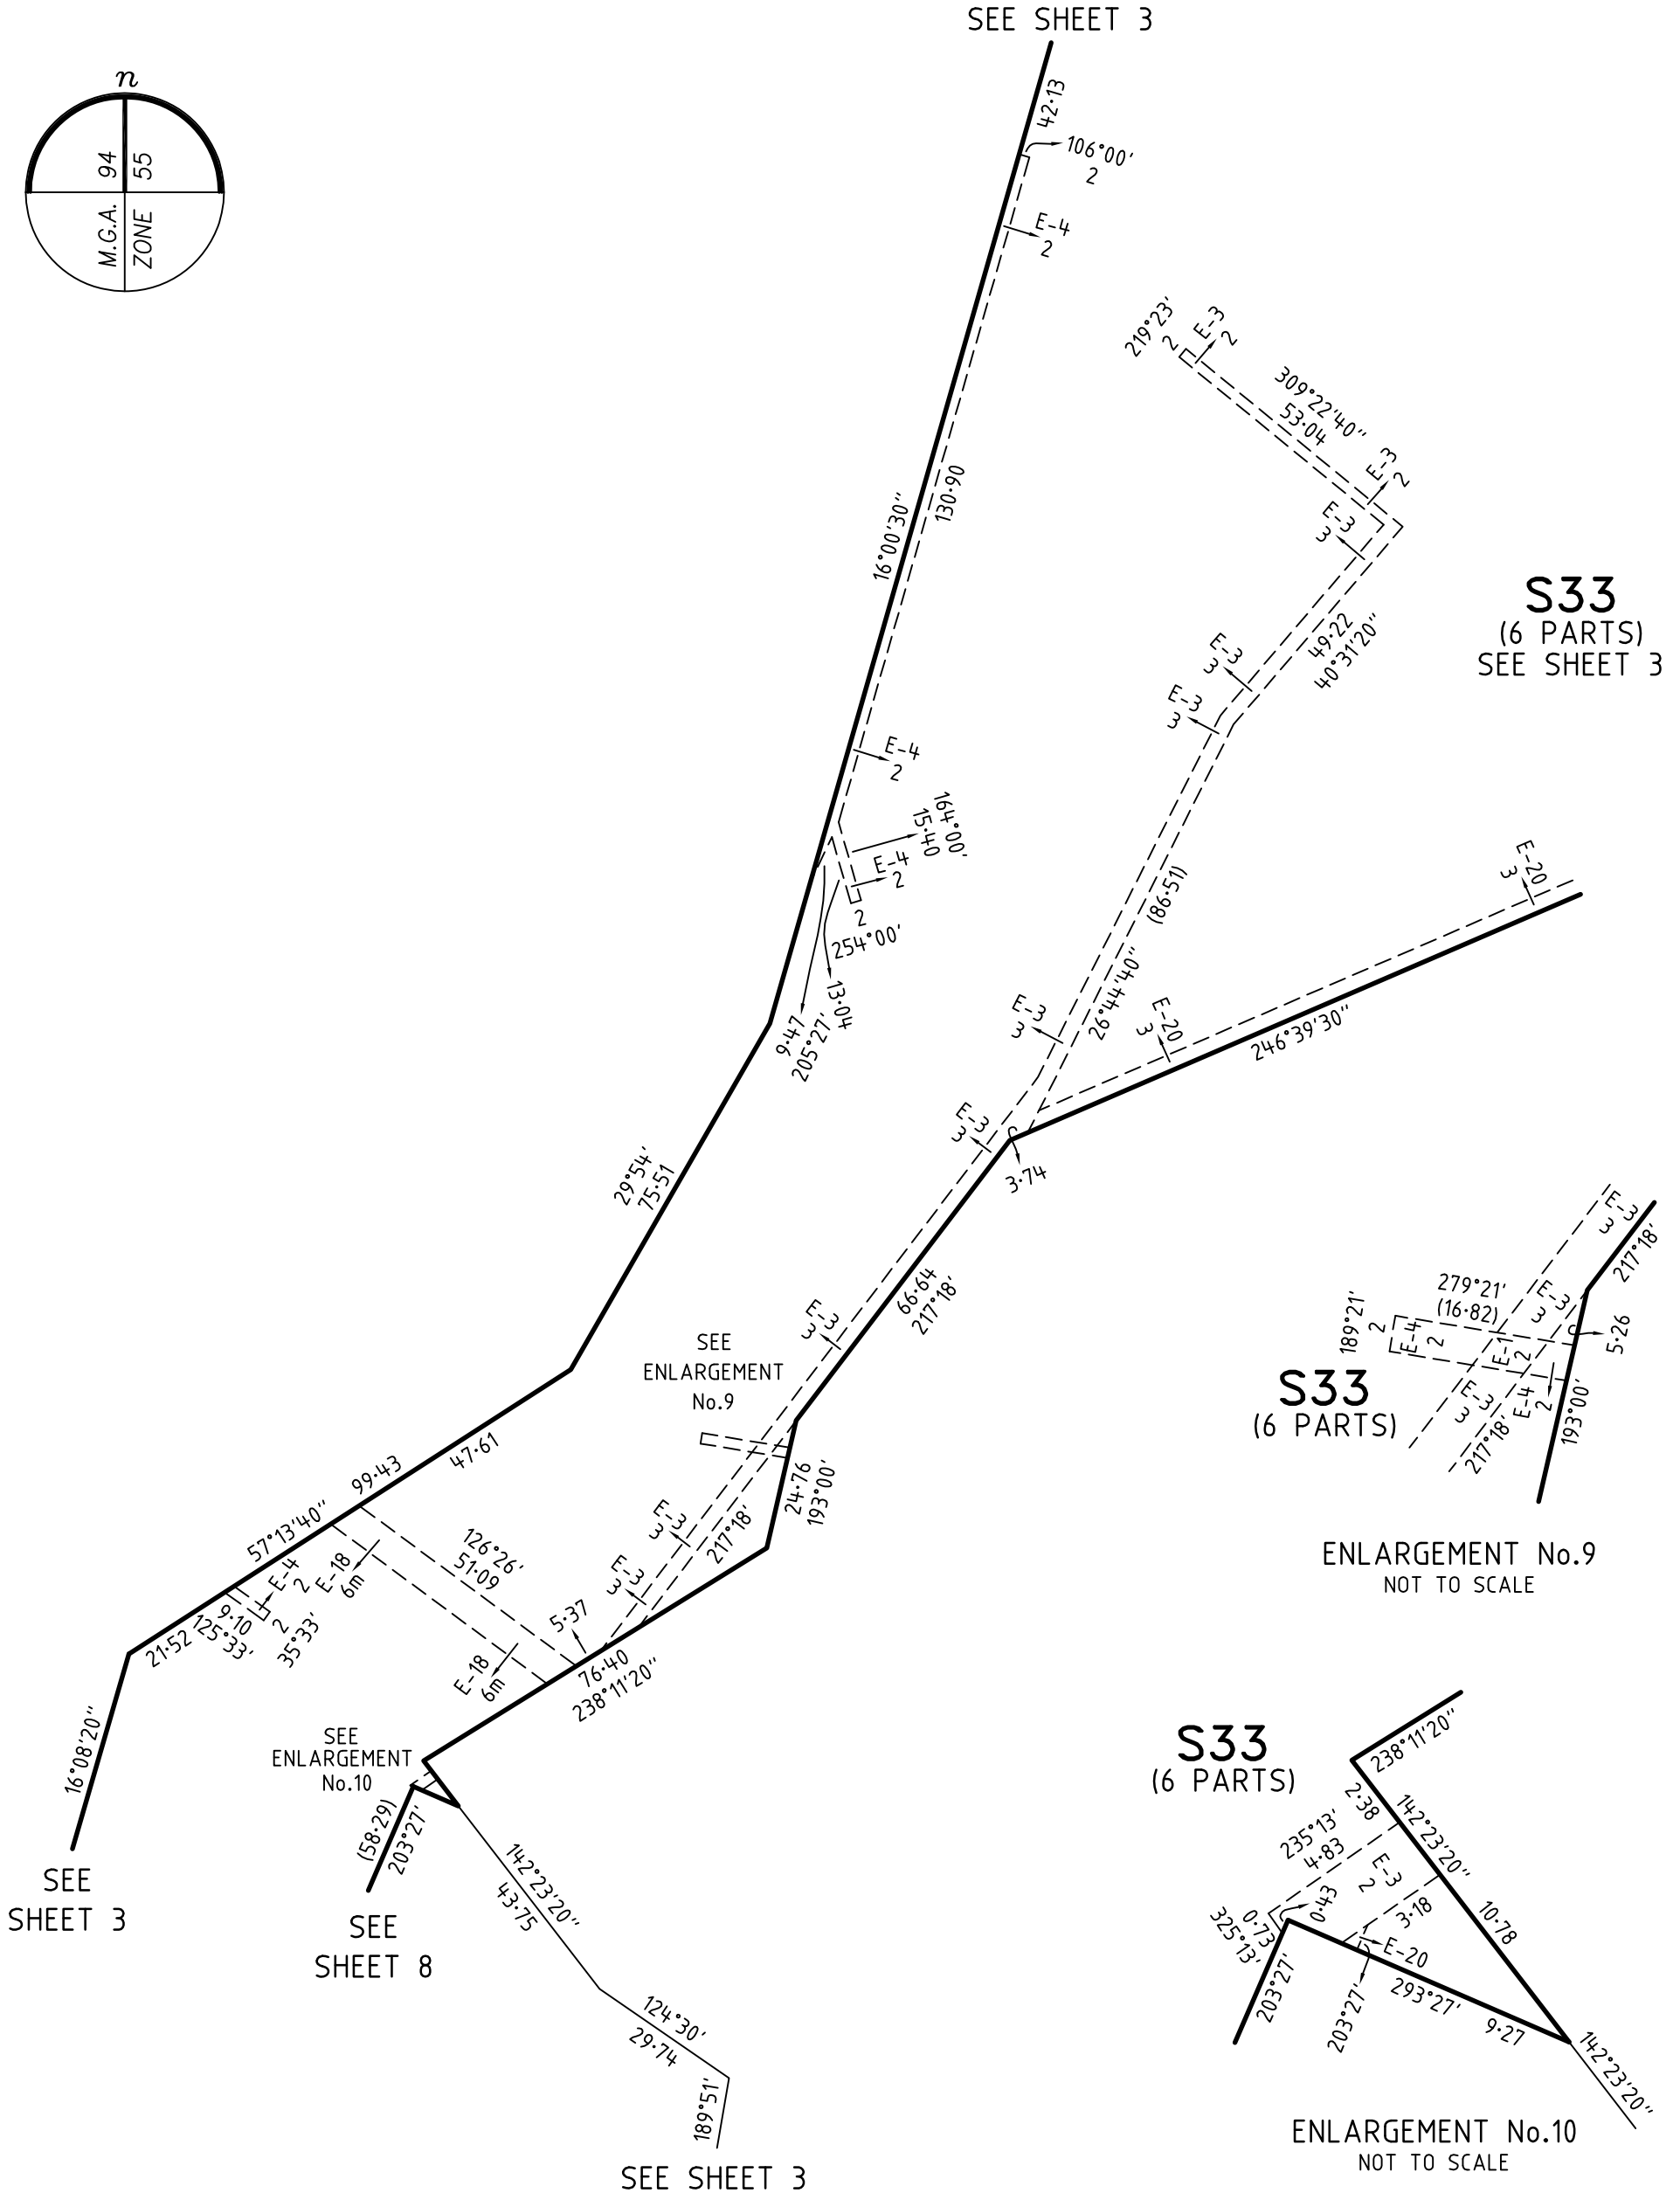 SEE SHEET 3
n
M.G.A. 94
ZONE 55
42·13
106°00'
2
E-4
2
219°23'
2
E-3
2
309°22'40"
53·04
E-3
2
E-3
3
16°00'30"
130·90
S33
(6 PARTS)
SEE SHEET 3
49·22
40°31'20"
E-3
3
E-3
3
E-4
2
164°00'
15·40
E-4
2
2
254°00'
13·04
9·47
205°27'
(86·51)
26°44'40"
E-20
3
E-3
3
E-20
3
246°39'30"
E-3
3
3·74
29°54'
75·51
66·64
217°18'
E-3
3
SEE
ENLARGEMENT
No.9
E-3
3
217°18'
279°21'
(16·82)
E-3
3
189°21'
2
E-4
2
E-1
2
5·26
S33
(6 PARTS)
E-3
3
E-4
2
217°18'
193°00'
ENLARGEMENT No.9
NOT TO SCALE
99·43
47·61
57°13'40"
24·76
193°00'
E-3
3
217°18'
126°26'
51·09
E-18
6m
E-4
2
E-3
3
21·52
9·10
125°33'
2
35°33'
5·37
E-18
6m
76·40
238°11'20"
16°08'20"
SEE
ENLARGEMENT
No.10
(58·29)
203°27'
SEE
SHEET 3
SEE
SHEET 8
142°23'20"
43·75
124°30'
29·74
189°51'
SEE SHEET 3
S33
(6 PARTS)
238°11'20"
2·38
142°23'20"
235°13'
4·83
E-3
2
0·43
3·18
10·78
0·73
325°13'
E-20
203°27'
203°27'
293°27'
9·27
142°23'20"
ENLARGEMENT No.10
NOT TO SCALE